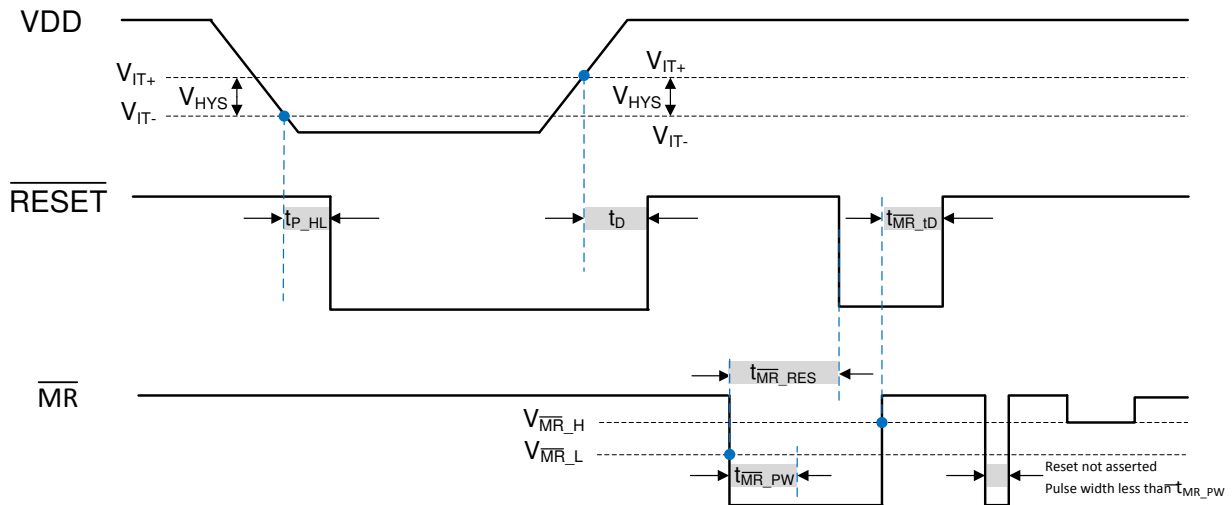 VDD
VIT+
VIT+
VHYS
VHYS
VIT-
VIT-
RESET
tP_HL
tD
tMR_tD
tMR_RES
MR
VMR_H
VMR_L
tMR_PW
Reset not asserted
Pulse width less than tMR_PW